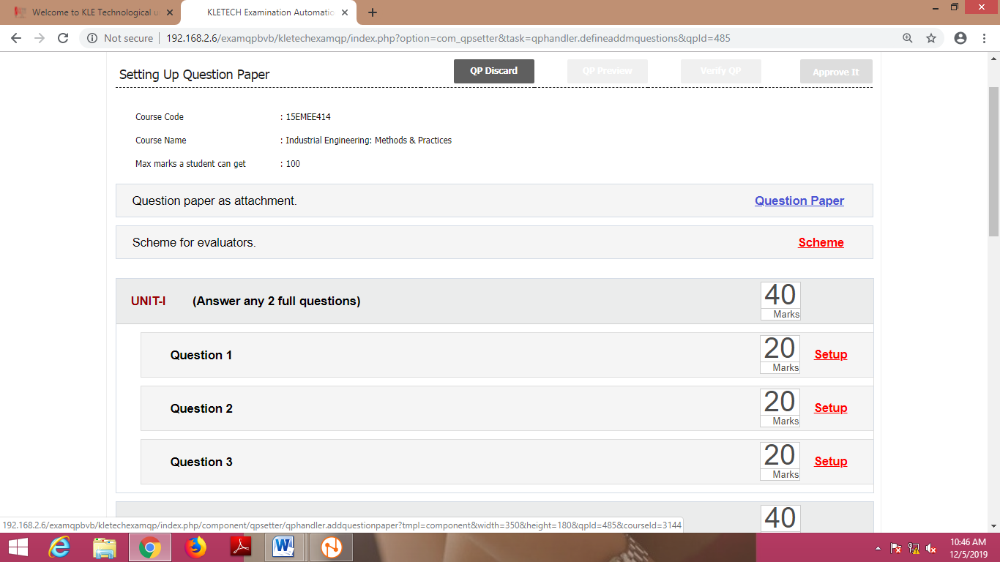 Welcome to KLE Technological u
KLETECH Examination Automatio
Not secure
192.168.2.6/examqpbvb/kletechexamqp/index.php?option=com_qpsetter&task=qphandler.defineaddmquestions&qpId=485
Setting Up Question Paper
QP Discard
QP Preview
Verify QP
Approve It
Course Code : 15EMEE414
Course Name : Industrial Engineering: Methods & Practices
Max marks a student can get : 100
Question paper as attachment. Question Paper
Scheme for evaluators. Scheme
UNIT-I (Answer any 2 full questions) 40 Marks
Question 1 20 Marks Setup
Question 2 20 Marks Setup
Question 3 20 Marks Setup
40
192.168.2.6/examqpbvb/kletechexamqp/index.php/component/qpsetter/qphandler.addquestionpaper?tmpl=component&width=350&height=180&qpId=485&courseId=3144
10:46 AM
12/5/2019